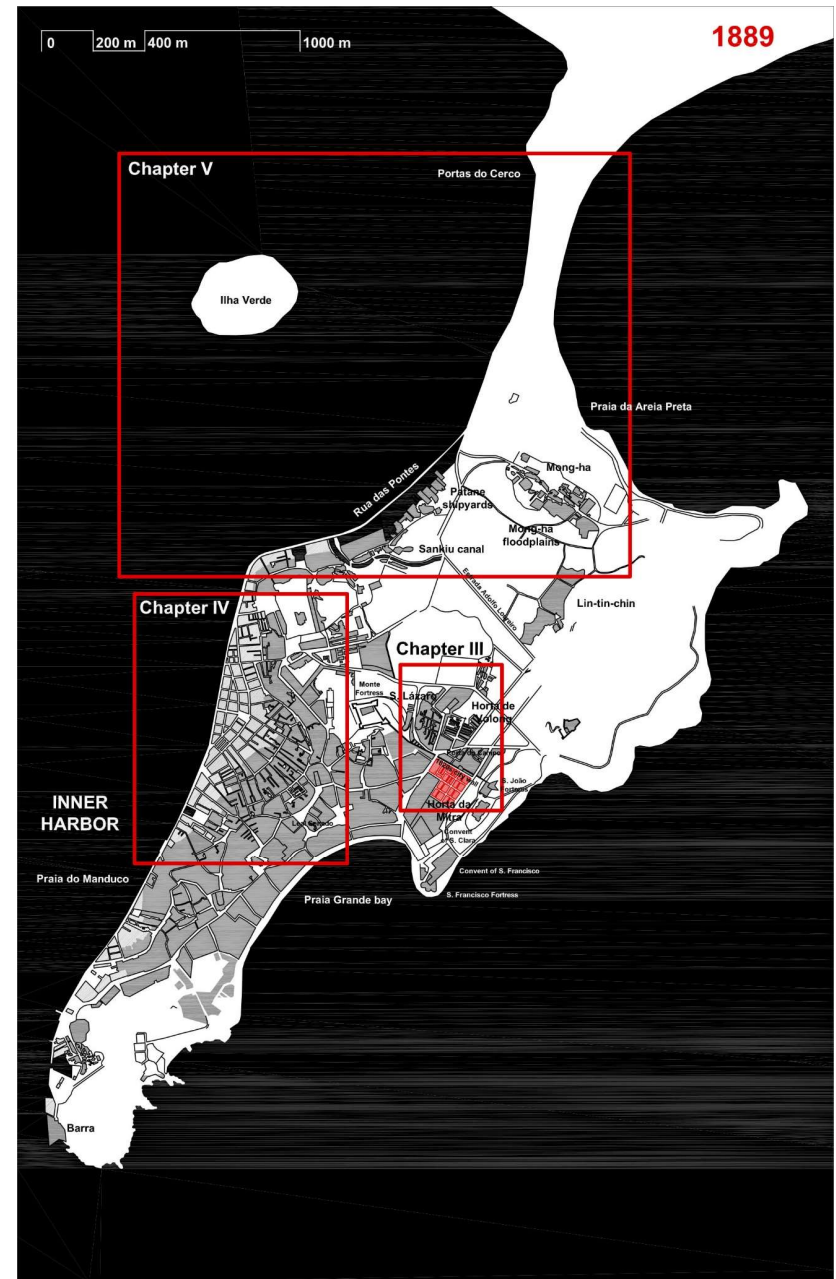 1889
0 200 m 400 m 1000 m
Chapter V
Portas do Cerco
Ilha Verde
Praia da Areia Preta
Mong-ha
Rua das Pontes
Patane
shipyards
Mong-ha
floodplains
Sankiu canal
Estrada Adolfo Loureiro
Lin-tin-chin
Chapter IV
Chapter III
Monte
Fortress
S. Lázaro
Horta de
Volong
S. João
Fortress
Horta da
Mitra
Convent
of S. Clara
INNER
HARBOR
Praia do Manduco
Convent of S. Francisco
S. Francisco Fortress
Praia Grande bay
Barra